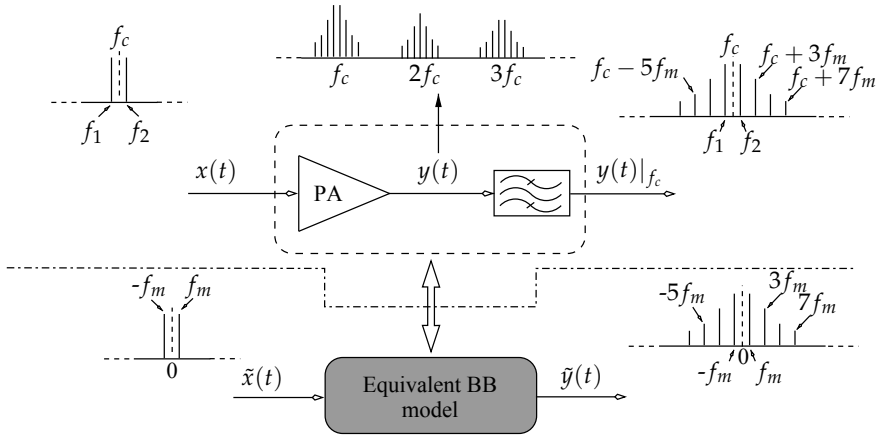 f_c
f_1 f_2
f_c 2f_c 3f_c
f_c
f_c − 5f_m
f_c + 3f_m
f_c + 7f_m
f_1 f_2
x(t)
PA
y(t)
y(t)|_{f_c}
-f_m f_m
0
-5f_m
3f_m
7f_m
0
-f_m f_m
x̃(t)
Equivalent BB
model
ỹ(t)